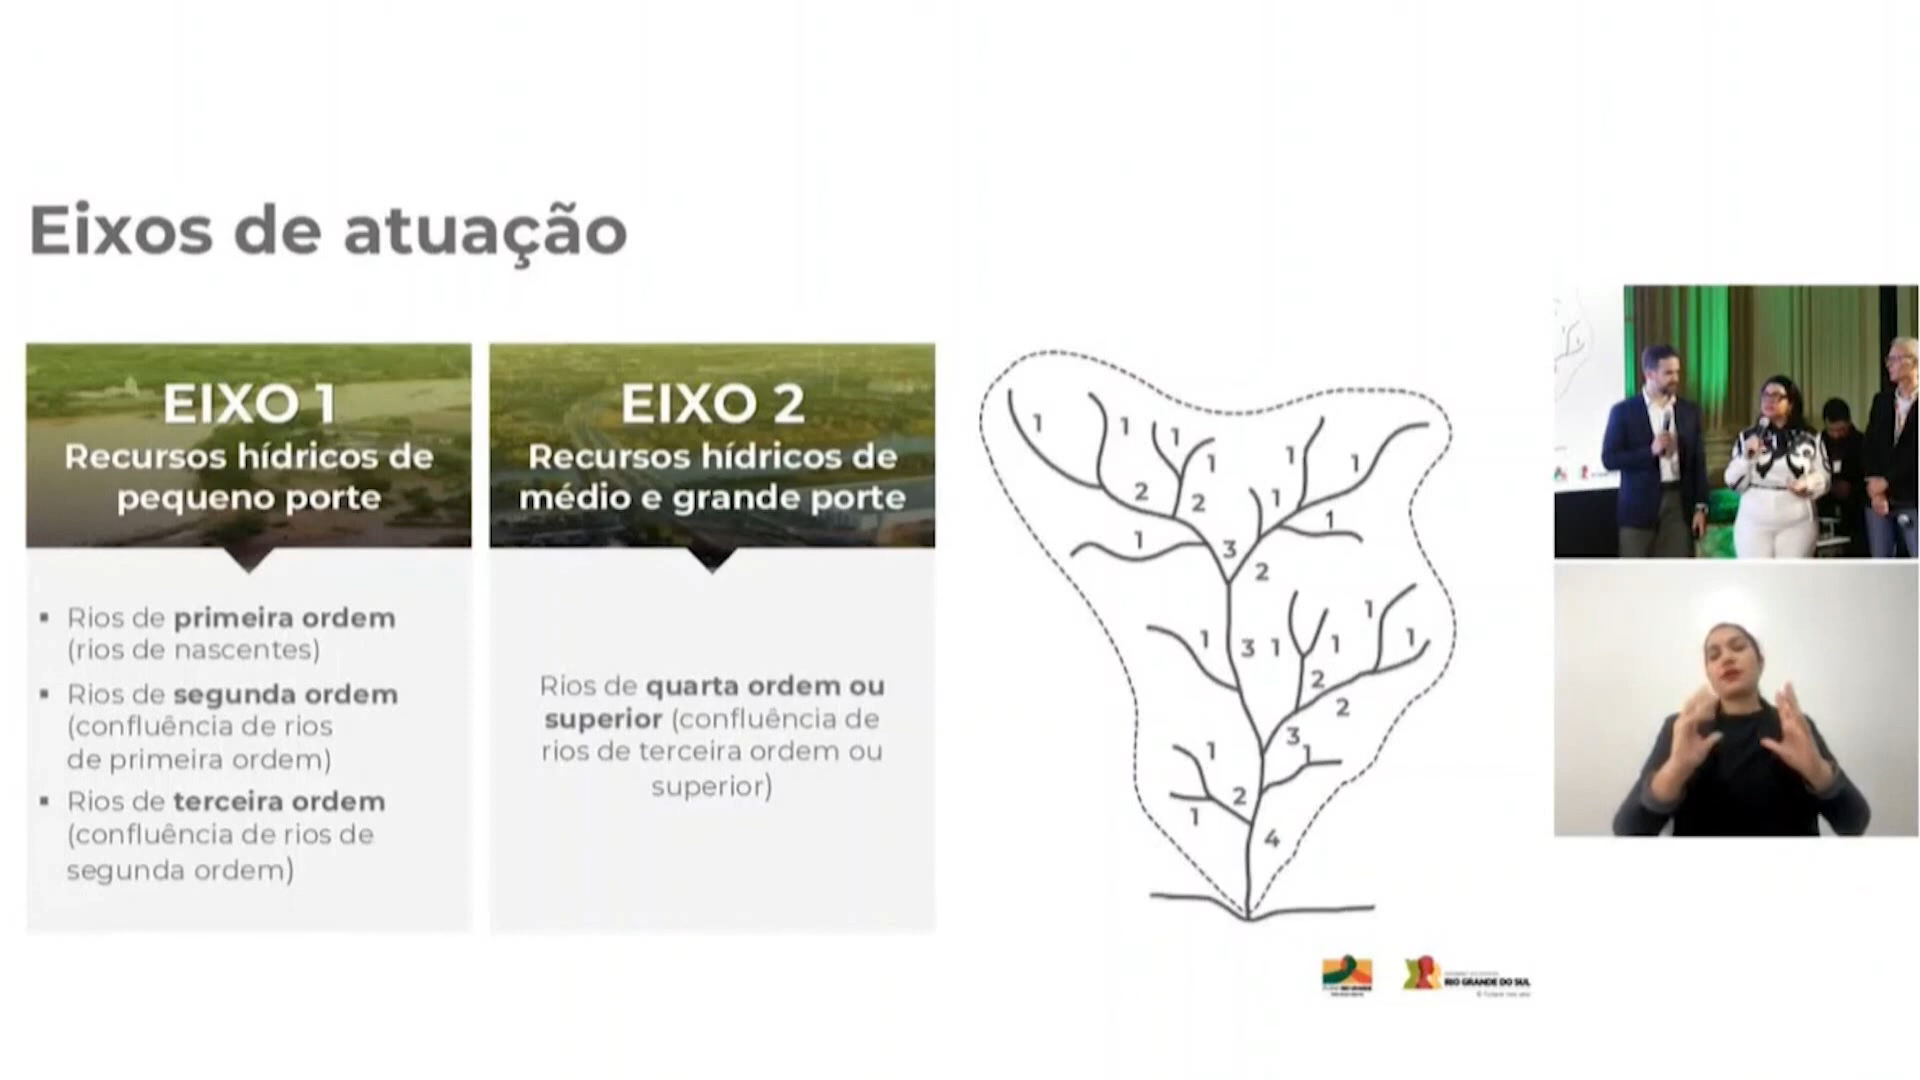 Eixos de atuação
EIXO 1
Recursos hídricos de
pequeno porte
▪ Rios de primeira ordem
(rios de nascentes)
▪ Rios de segunda ordem
(confluência de rios
de primeira ordem)
▪ Rios de terceira ordem
(confluência de rios de
segunda ordem)
EIXO 2
Recursos hídricos de
médio e grande porte
Rios de quarta ordem ou
superior (confluência de
rios de terceira ordem ou
superior)
1 1 1 1 1 1
2 2 1 1
1 3 2
1 3 1 1 1 1
2 2
1 3 1
1 2 4
RIO GRANDE DO SUL